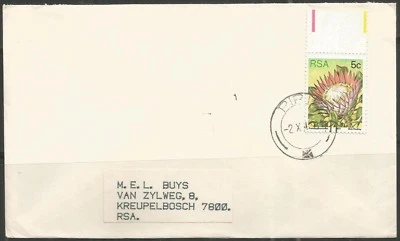 RSA 5c
M.E.L. BUYS
VAN ZYLWEG,8.
KREUPELBOSCH 7800.
RSA.